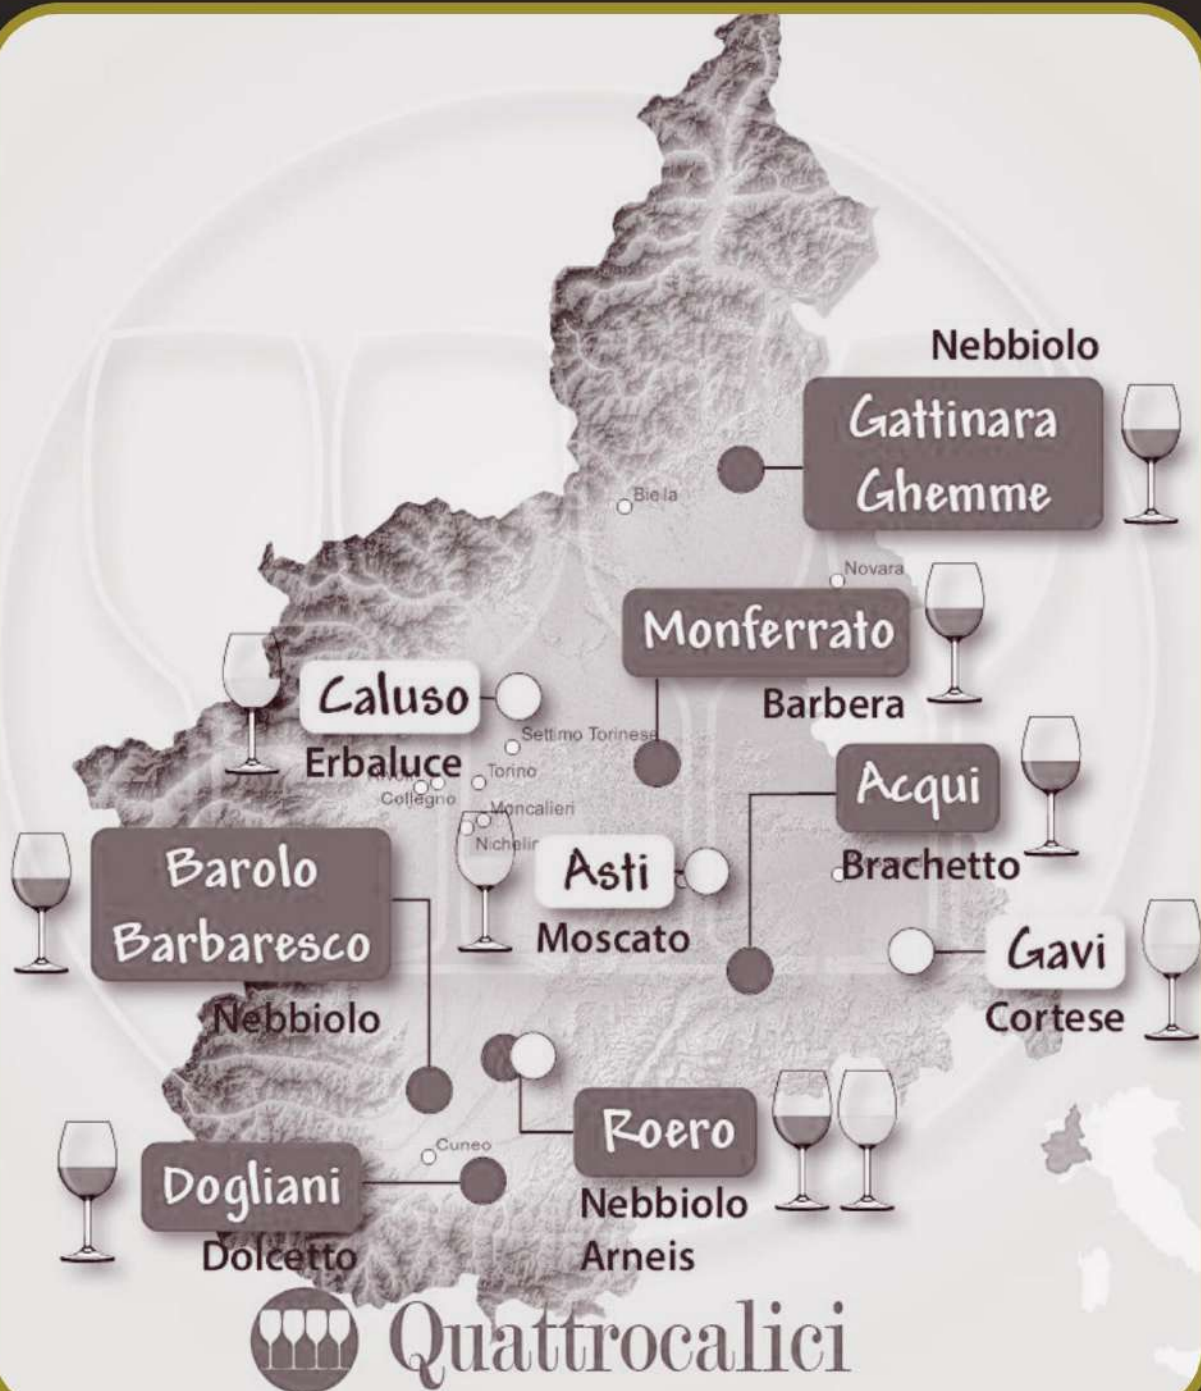 Nebbiolo
Gattinara
Ghemme
Biella
Novara
Monferrato
Barbera
Caluso
Erbaluce
Settimo Torinese
Torino
Collegno
Moncalieri
Acqui
Brachetto
Barolo
Barbaresco
Nebbiolo
Asti
Moscato
Gavi
Cortese
Roero
Nebbiolo
Arneis
Cuneo
Dogliani
Dolcetto
Quattrocalici